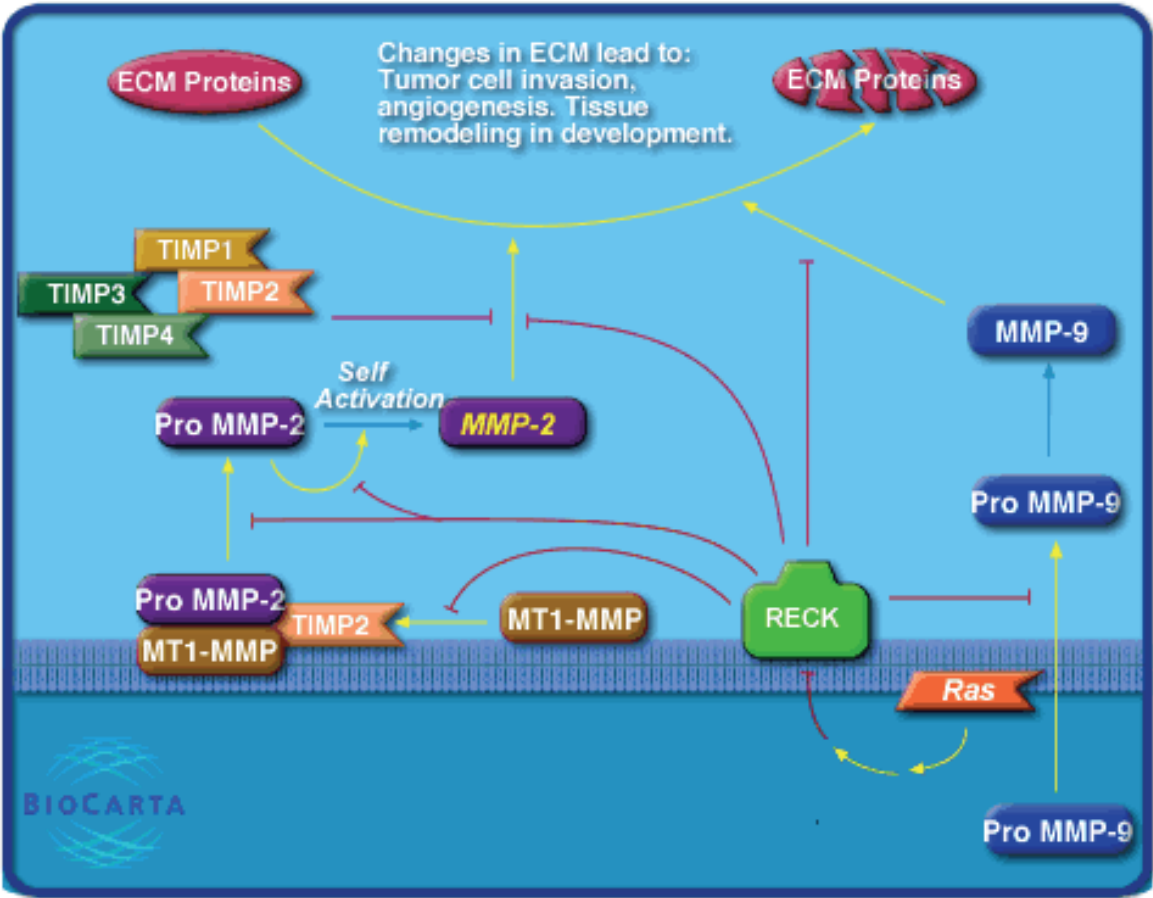 ECM Proteins
Changes in ECM lead to:
Tumor cell invasion,
angiogenesis. Tissue
remodeling in development.
ECM Proteins
TIMP1
TIMP3
TIMP2
TIMP4
MMP-9
Self
Activation
Pro MMP-2
MMP-2
Pro MMP-9
Pro MMP-2
TIMP2
MT1-MMP
MT1-MMP
RECK
Ras
BIOCARTA
Pro MMP-9